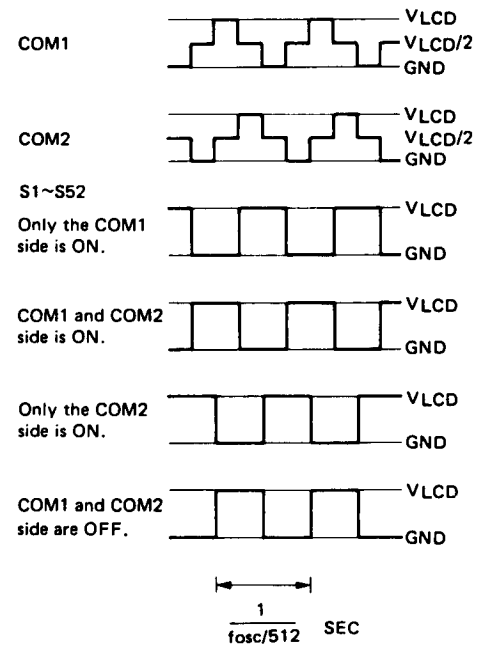 VLCD
COM1
VLCD/2
GND
VLCD
COM2
VLCD/2
GND
S1~S52
VLCD
Only the COM1
side is ON.
GND
VLCD
COM1 and COM2
side is ON.
GND
VLCD
Only the COM2
side is ON.
GND
VLCD
COM1 and COM2
side are OFF.
GND
1
fosc/512 SEC